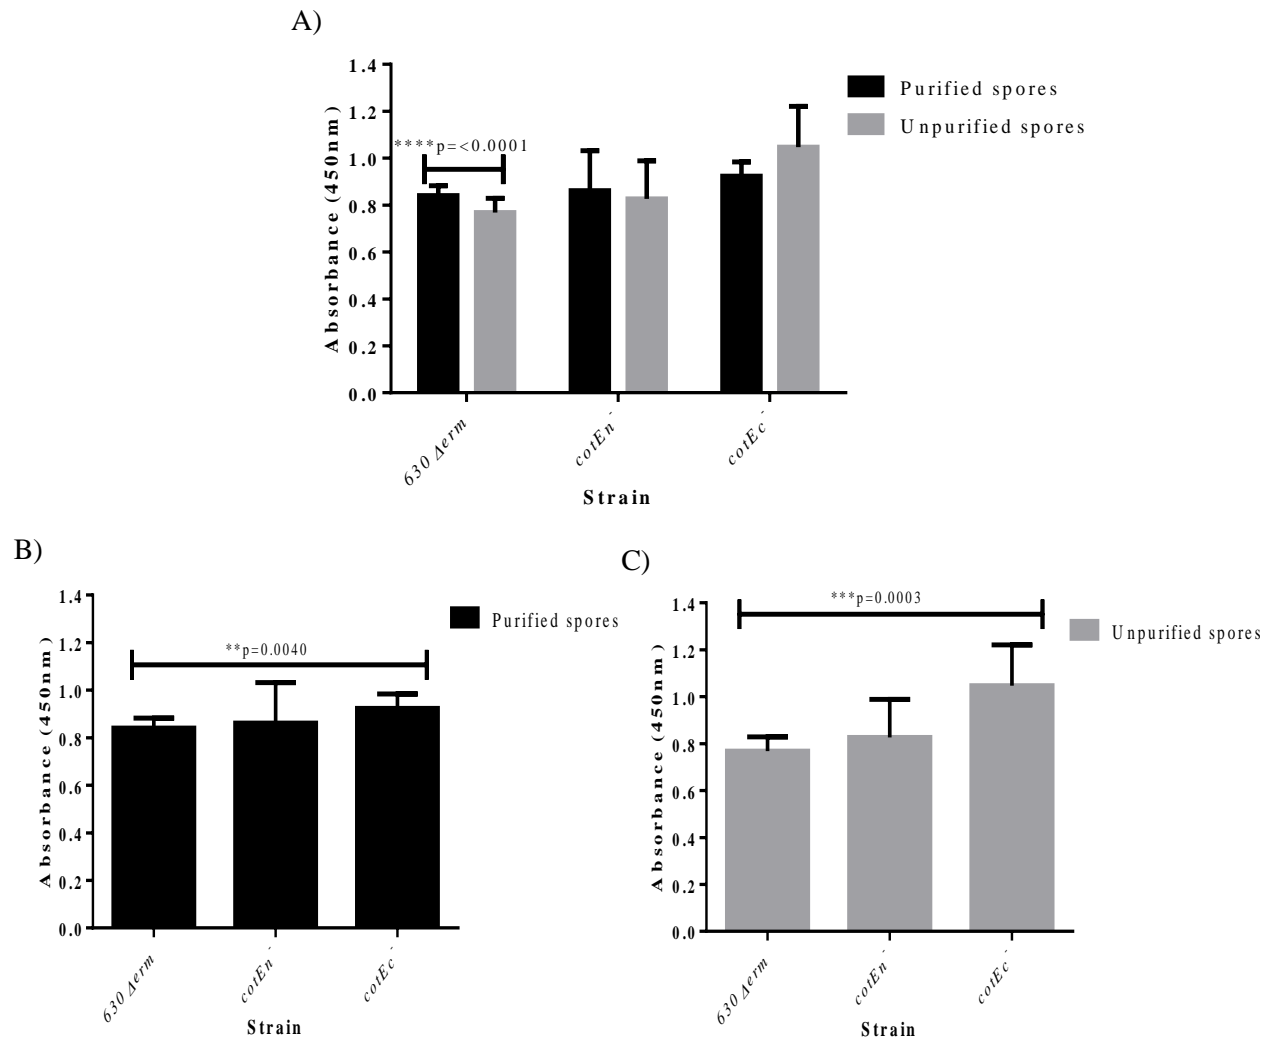 A)
Absorbance (450nm)
1.4
1.2
1.0
0.8
0.6
0.4
0.2
0.0
****p=<0.0001
Purified spores
Unpurified spores
630 Δerm
cotEn-
cotEc-
Strain
B)
Absorbance (450nm)
1.4
1.2
1.0
0.8
0.6
0.4
0.2
0.0
**p=0.0040
Purified spores
630 Δerm
cotEn-
cotEc-
Strain
C)
Absorbance (450nm)
1.4
1.2
1.0
0.8
0.6
0.4
0.2
0.0
***p=0.0003
Unpurified spores
630 Δerm
cotEn-
cotEc-
Strain